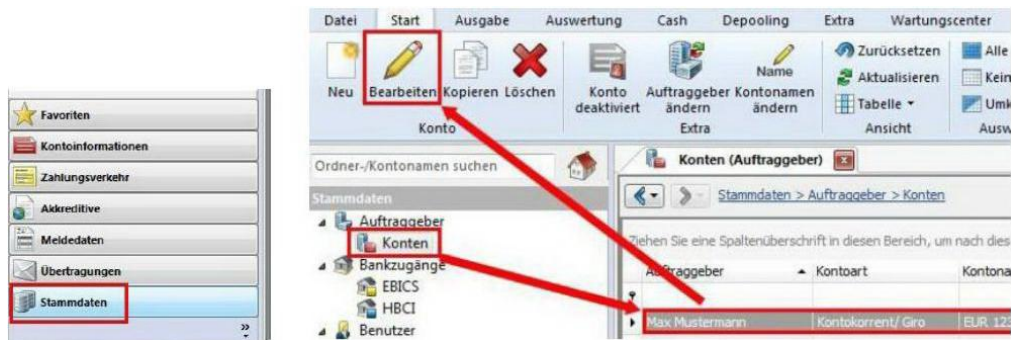 Favoriten
Kontoinformationen
Zahlungsverkehr
Akkreditive
Meldedaten
Übertragungen
Stammdaten
»
Datei Start Ausgabe Auswertung Cash Depooling Extra Wartungscenter
Neu Bearbeiten Kopieren Löschen
Konto
Konto deaktiviert
Auftraggeber ändern
Name
Kontonamen ändern
Extra
Zurücksetzen
Aktualisieren
Tabelle
Ansicht
Alle
Kein
Umk
Ausw
Ordner-/Kontonamen suchen
Stammdaten
Auftraggeber
Konten
Bankzugänge
EBICS
HBCI
Benutzer
Konten (Auftraggeber)
Stammdaten > Auftraggeber > Konten
Ziehen Sie eine Spaltenüberschrift in diesen Bereich, um nach dies
Auftraggeber Kontoart Kontona
Max Mustermann Kontokorrent/ Giro EUR 123